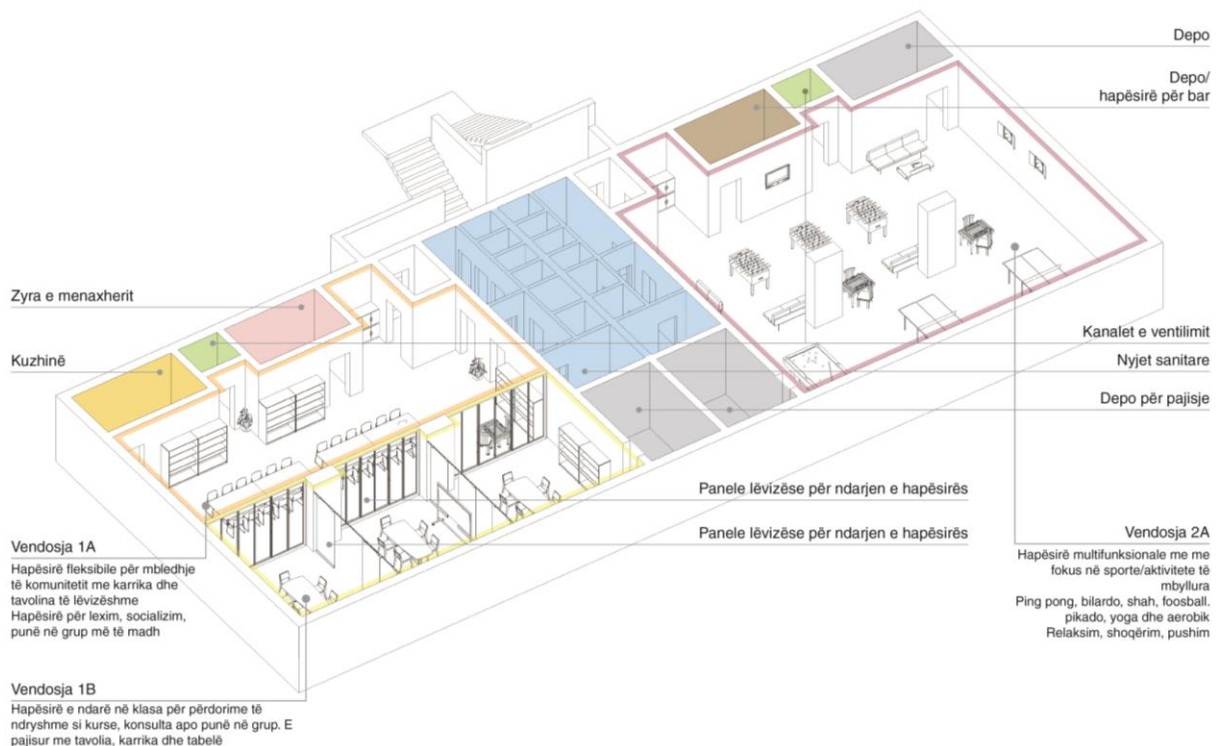 Depo
Depo/
hapësirë për bar
Zyra e menaxherit
Kuzhinë
Kanalet e ventilimit
Nyjet sanitare
Depo për pajisje
Panele lëvizëse për ndarjen e hapësirës
Panele lëvizëse për ndarjen e hapësirës
Vendosja 1A
Hapësirë fleksibile për mbledhje
të komunitetit me karrika dhe
tavolina të lëvizëshme
Hapësirë për lexim, socializim,
punë në grup më të madh
Vendosja 2A
Hapësirë multifunksionale me me
fokus në sporte/aktivitete të
mbyllura
Ping pong, bilardo, shah, foosball.
pikado, yoga dhe aerobik
Relaksim, shoqërim, pushim
Vendosja 1B
Hapësirë e ndarë në klasa për përdorime të
ndryshme si kurse, konsulta apo punë në grup. E
pajisur me tavolia, karrika dhe tabelë